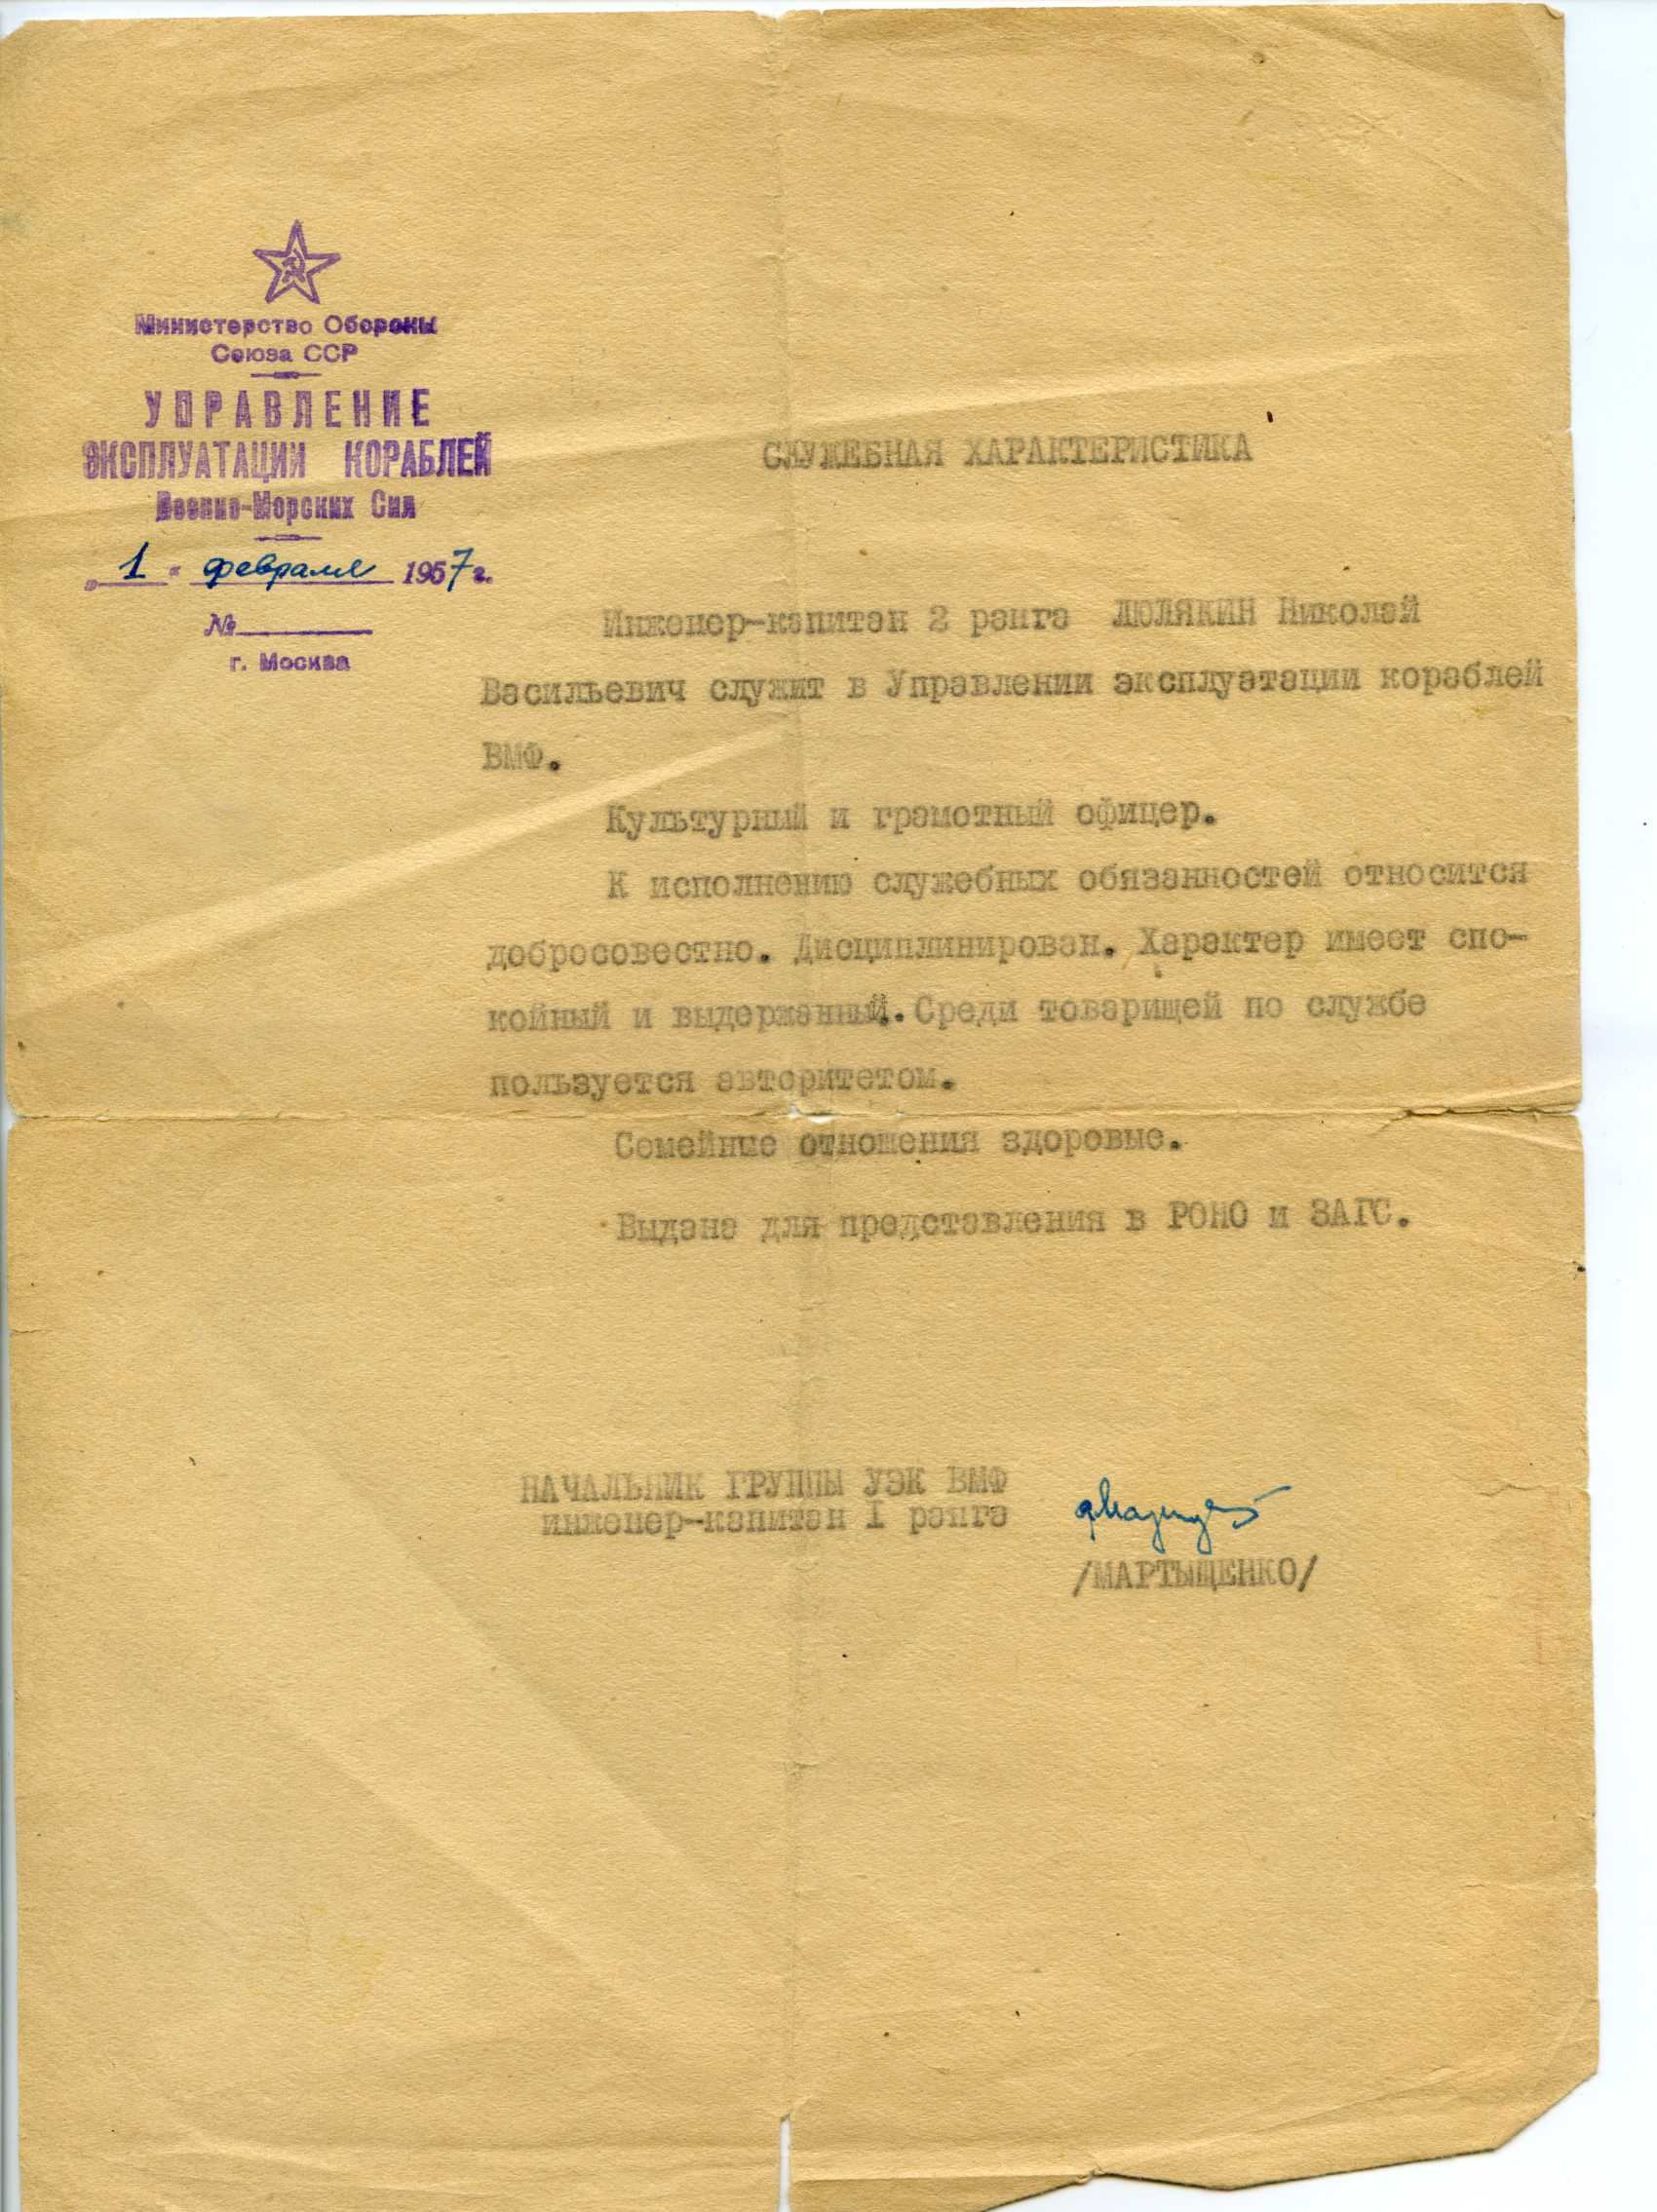 Министерство Обороны
Союза ССР
УПРАВЛЕНИЕ
ЭКСПЛУАТАЦИИ КОРАБЛЕЙ
Военно-Морских Сил
„ 1 “ февраля 1957 г.
№
г. Москва
СЛУЖЕБНАЯ ХАРАКТЕРИСТИКА
Инженер-капитан 2 ранга ЛЮЛЯКИН Николай
Васильевич служит в Управлении эксплуатации кораблей
ВМФ.
Культурный и грамотный офицер.
К исполнению служебных обязанностей относится
добросовестно. Дисциплинирован. Характер имеет спо-
койный и выдержанный. Среди товарищей по службе
пользуется авторитетом.
Семейные отношения здоровые.
Выдана для представления в РОНО и ЗАГС.
НАЧАЛЬНИК ГРУППЫ УЭК ВМФ
инженер-капитан I ранга
/МАРТЫЩЕНКО/